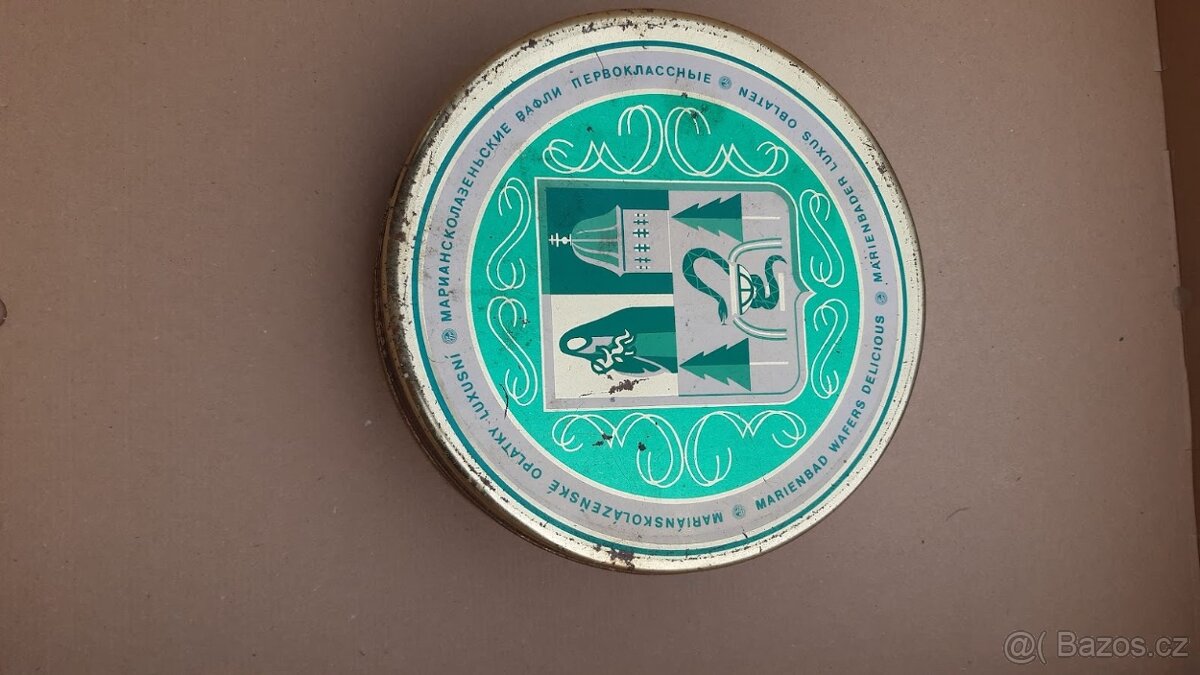 МАРИАНСКОЛАЗЕНЬСКИЕ ВАФЛИ ПЕРВОКЛАССНЫЕ
MARIENBADER LUXUS OBLATEN
MARIENBAD WAFERS DELICIOUS
MARIÁNSKOLÁZEŇSKÉ OPLATKY LUXUSNÍ
@( Bazos.cz